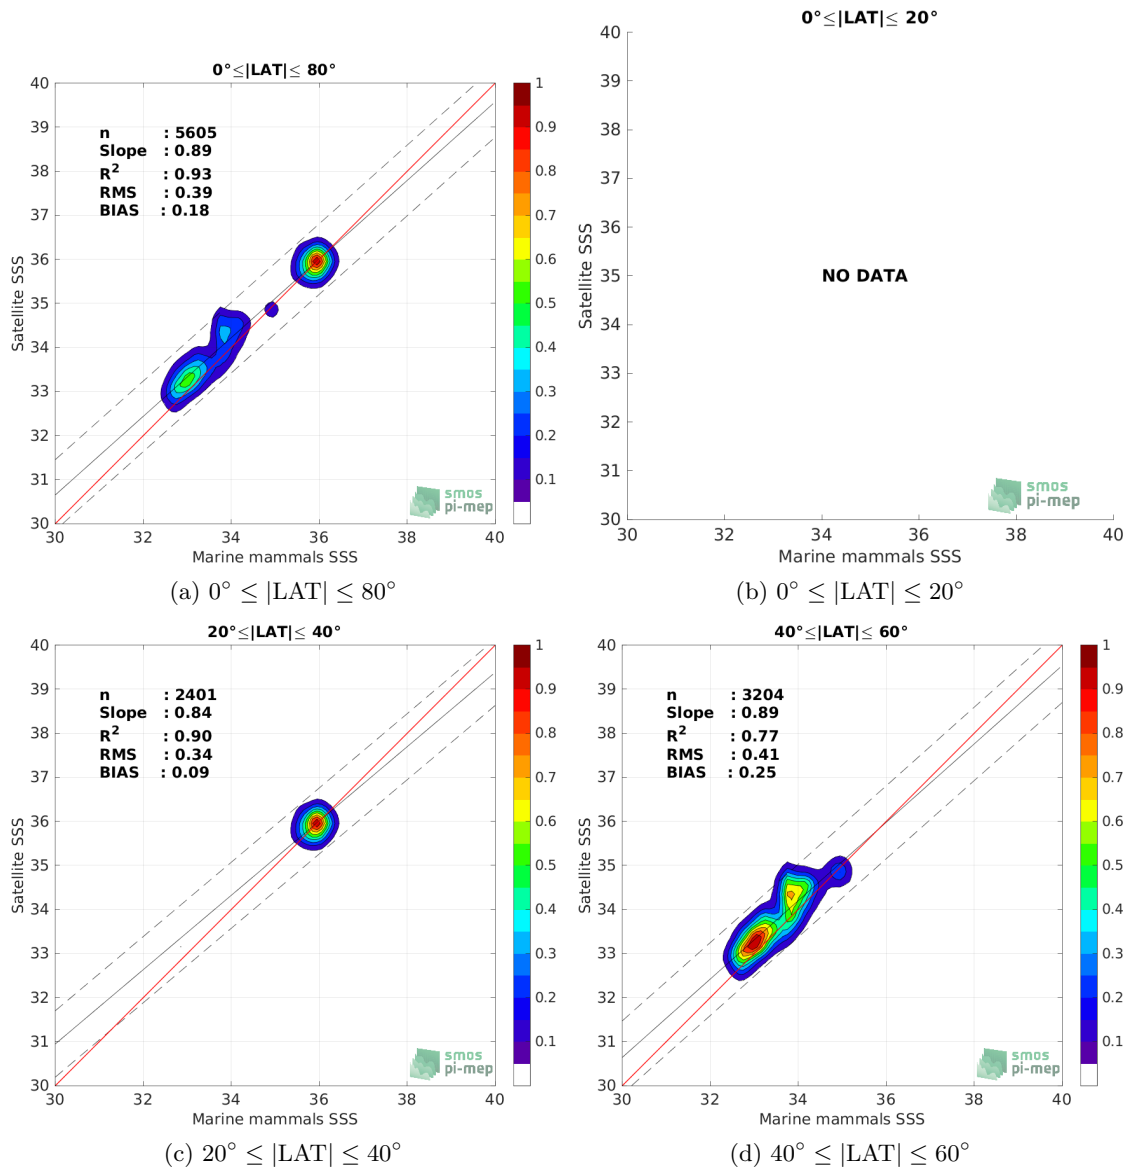 0°≤|LAT|≤ 80°
40
39
38
37
36
35
34
33
32
31
30
Satellite SSS
n : 5605
Slope : 0.89
R² : 0.93
RMS : 0.39
BIAS : 0.18
1
0.9
0.8
0.7
0.6
0.5
0.4
0.3
0.2
0.1
smos
pi-mep
30 32 34 36 38 40
Marine mammals SSS
(a) 0° ≤ |LAT| ≤ 80°
0°≤|LAT|≤ 20°
40
39
38
37
36
35
34
33
32
31
30
Satellite SSS
NO DATA
smos
pi-mep
30 32 34 36 38 40
Marine mammals SSS
(b) 0° ≤ |LAT| ≤ 20°
20°≤|LAT|≤ 40°
40
39
38
37
36
35
34
33
32
31
30
Satellite SSS
n : 2401
Slope : 0.84
R² : 0.90
RMS : 0.34
BIAS : 0.09
1
0.9
0.8
0.7
0.6
0.5
0.4
0.3
0.2
0.1
smos
pi-mep
30 32 34 36 38 40
Marine mammals SSS
(c) 20° ≤ |LAT| ≤ 40°
40°≤|LAT|≤ 60°
40
39
38
37
36
35
34
33
32
31
30
Satellite SSS
n : 3204
Slope : 0.89
R² : 0.77
RMS : 0.41
BIAS : 0.25
1
0.9
0.8
0.7
0.6
0.5
0.4
0.3
0.2
0.1
smos
pi-mep
30 32 34 36 38 40
Marine mammals SSS
(d) 40° ≤ |LAT| ≤ 60°